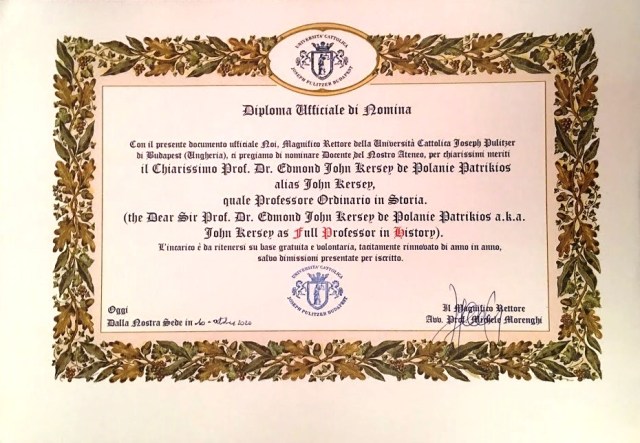 UNIVERSITA' CATTOLICA
JOSEPH PULITZER BUDAPEST
Diploma Ufficiale di Nomina
Con il presente documento ufficiale Noi, Magnifico Rettore della Università Cattolica Joseph Pulitzer
di Budapest (Ungheria), ci pregiamo di nominare Docente del Nostro Ateneo, per chiarissimi meriti
il Chiarissimo Prof. Dr. Edmond John Kersey de Polanie Patrikios
alias John Kersey,
quale Professore Ordinario in Storia.
(the Dear Sir Prof. Dr. Edmond John Kersey de Polanie Patrikios a.k.a.
John Kersey as Full Professor in History).
L'incarico è da ritenersi su base gratuita e volontaria, tacitamente rinnovato di anno in anno,
salvo dimissioni presentate per iscritto.
UNIVERSITA' CATTOLICA
JOSEPH PULITZER BUDAPEST
Oggi
Dalla Nostra Sede in
Il Magnifico Rettore
Avv. Prof. Michele Morenghi